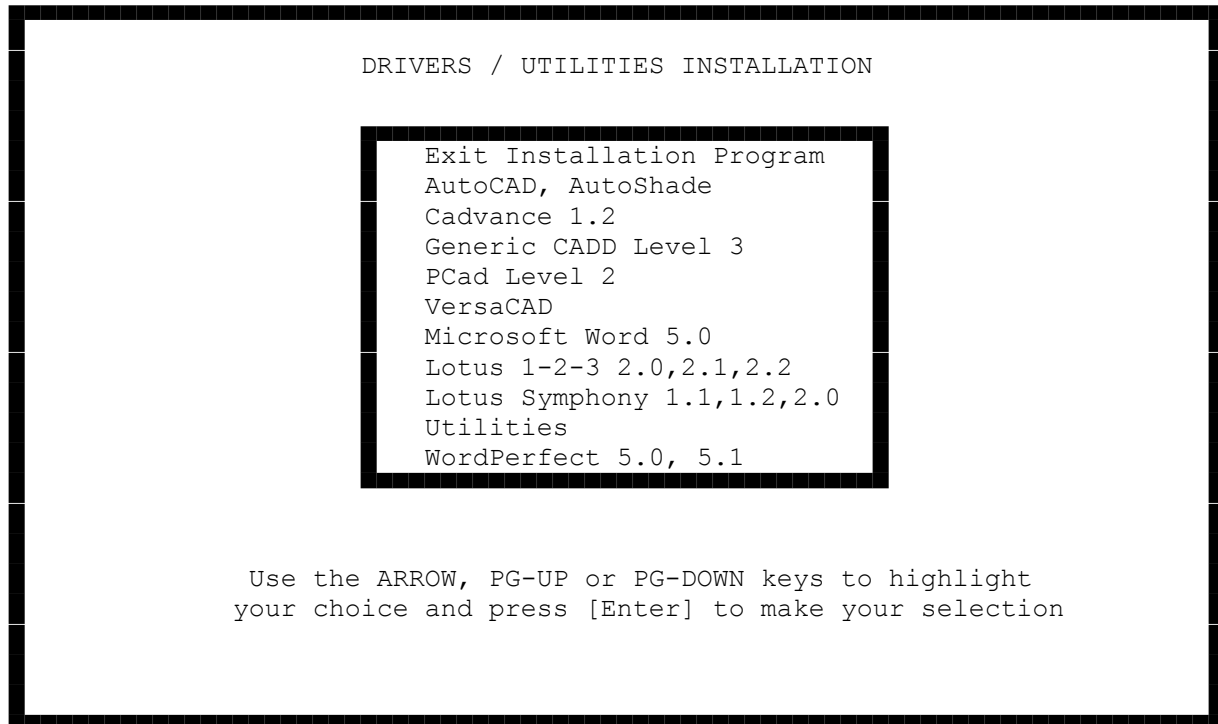 DRIVERS / UTILITIES INSTALLATION
Exit Installation Program
AutoCAD, AutoShade
Cadvance 1.2
Generic CADD Level 3
PCad Level 2
VersaCAD
Microsoft Word 5.0
Lotus 1-2-3 2.0,2.1,2.2
Lotus Symphony 1.1,1.2,2.0
Utilities
WordPerfect 5.0, 5.1
Use the ARROW, PG-UP or PG-DOWN keys to highlight
your choice and press [Enter] to make your selection